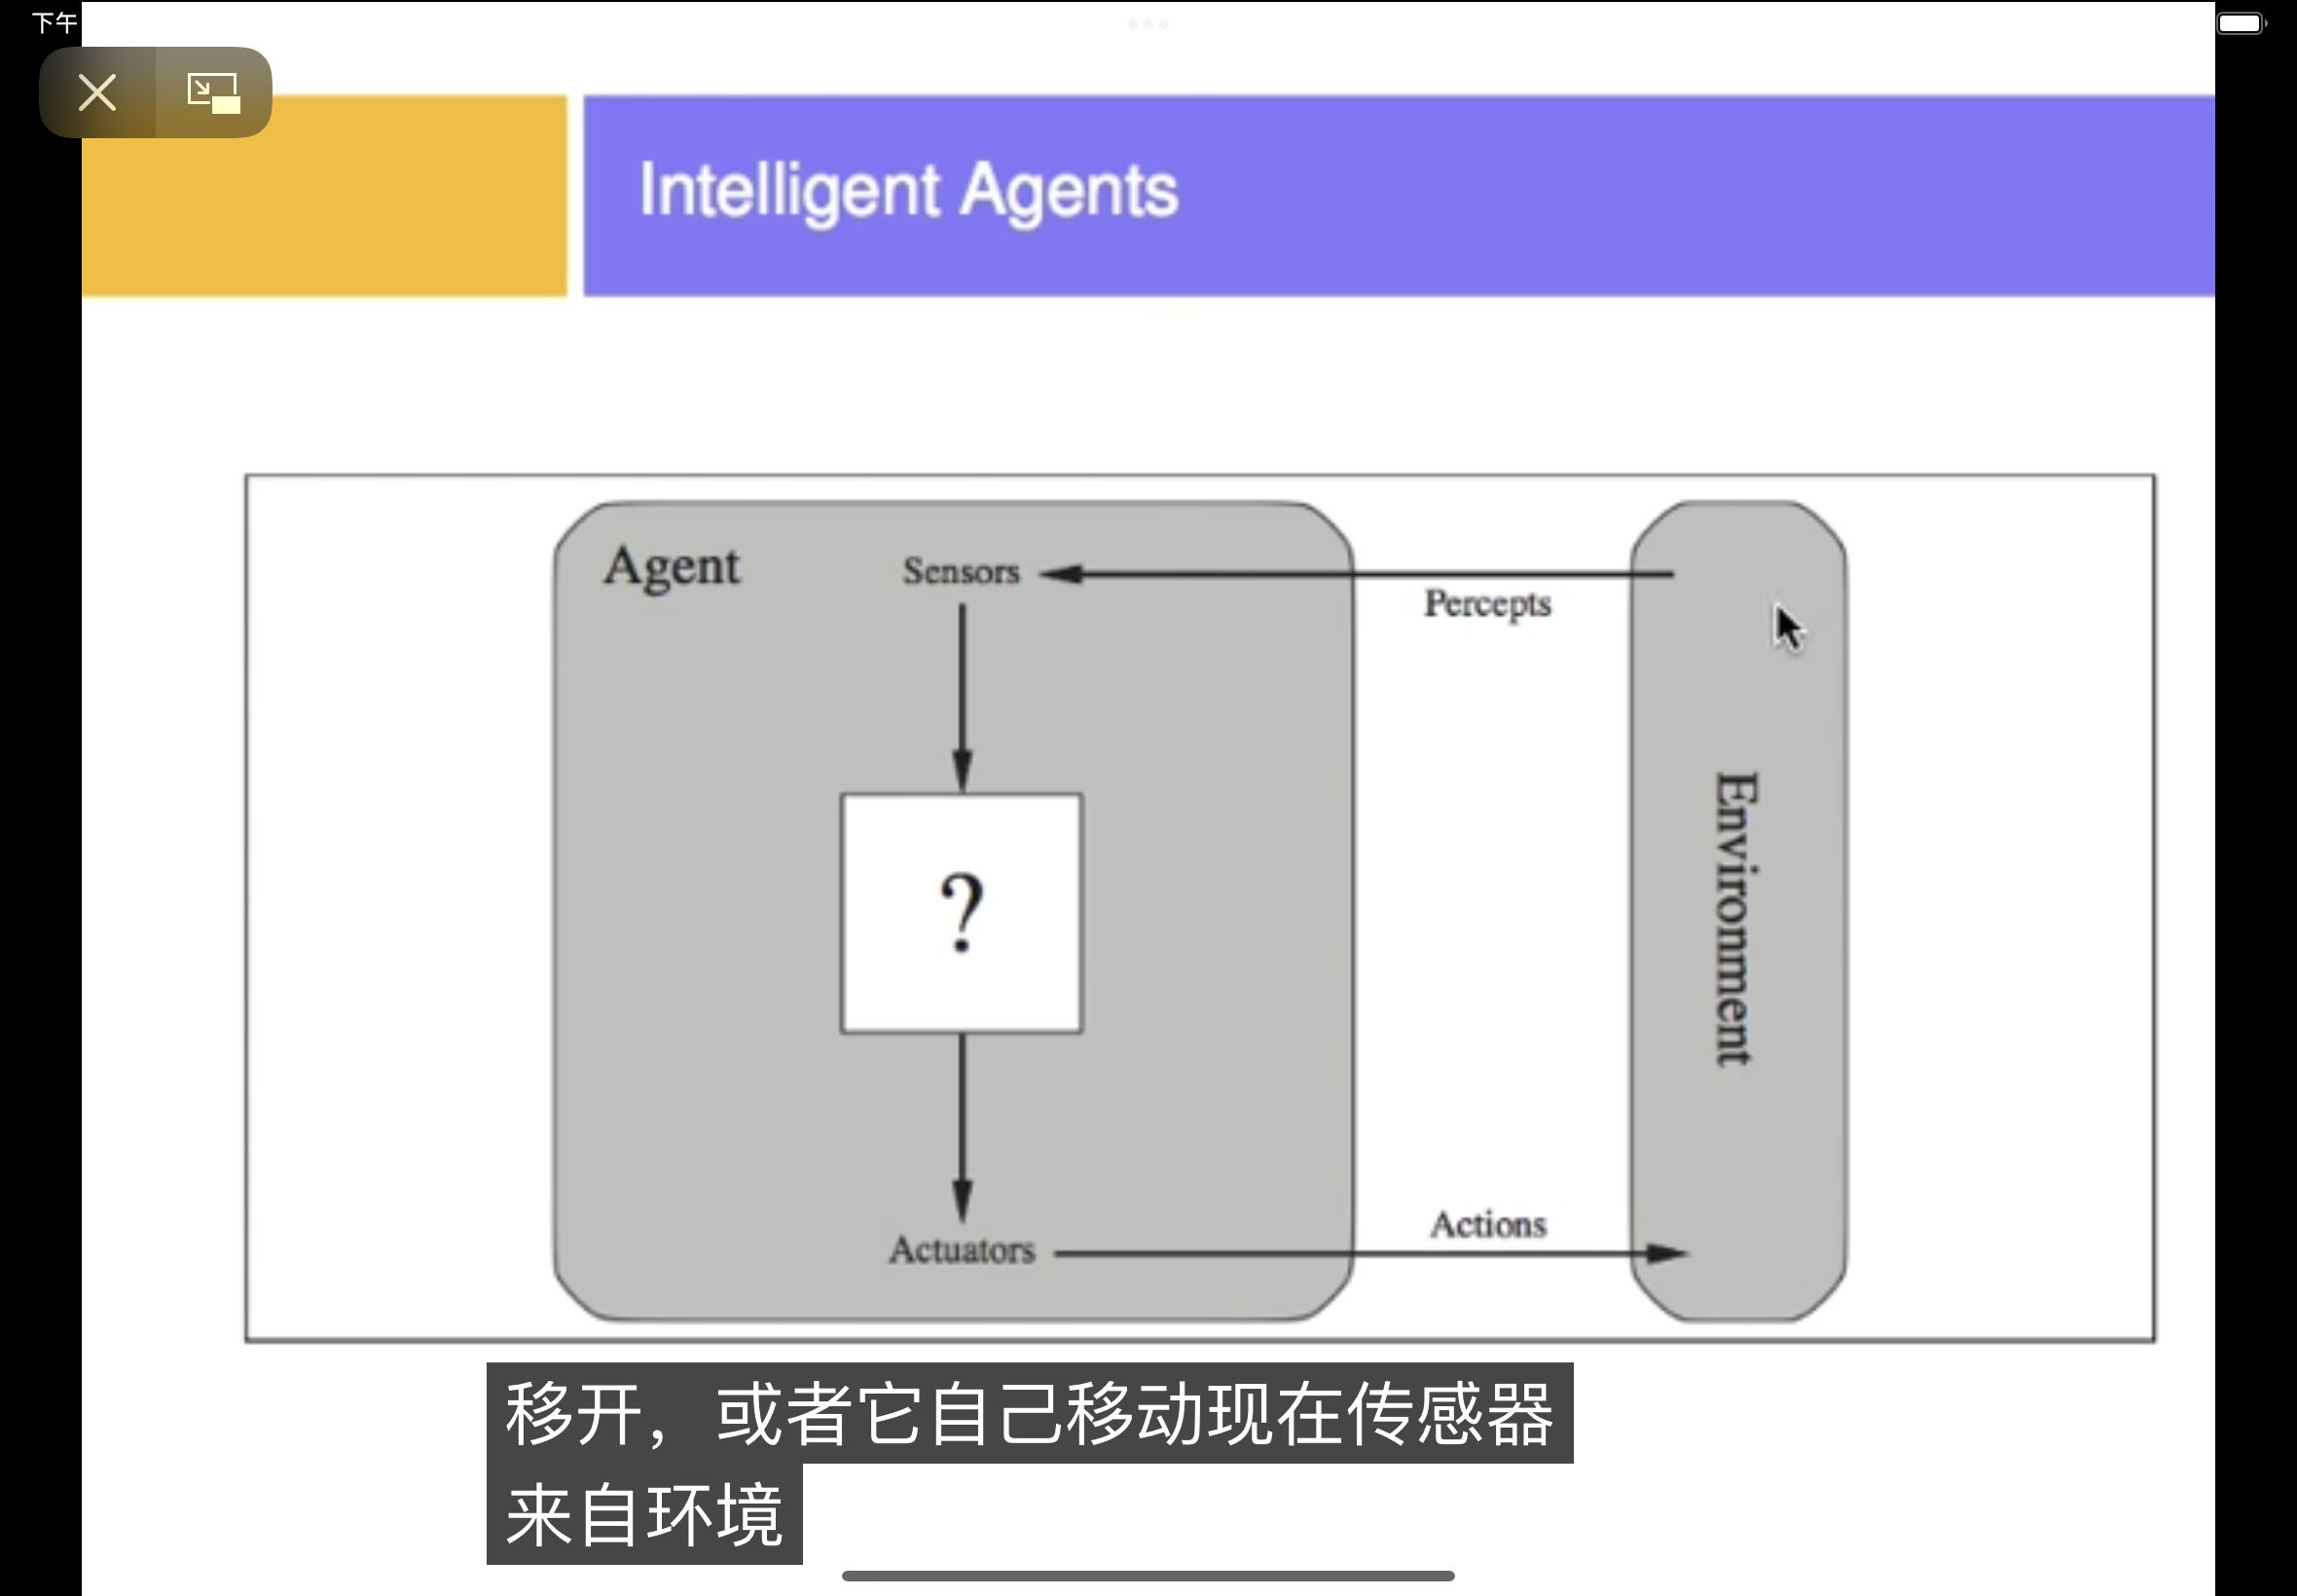 下午
Intelligent Agents
Agent
Sensors
Percepts
?
Environment
Actions
Actuators
移开，或者它自己移动现在传感器
来自环境